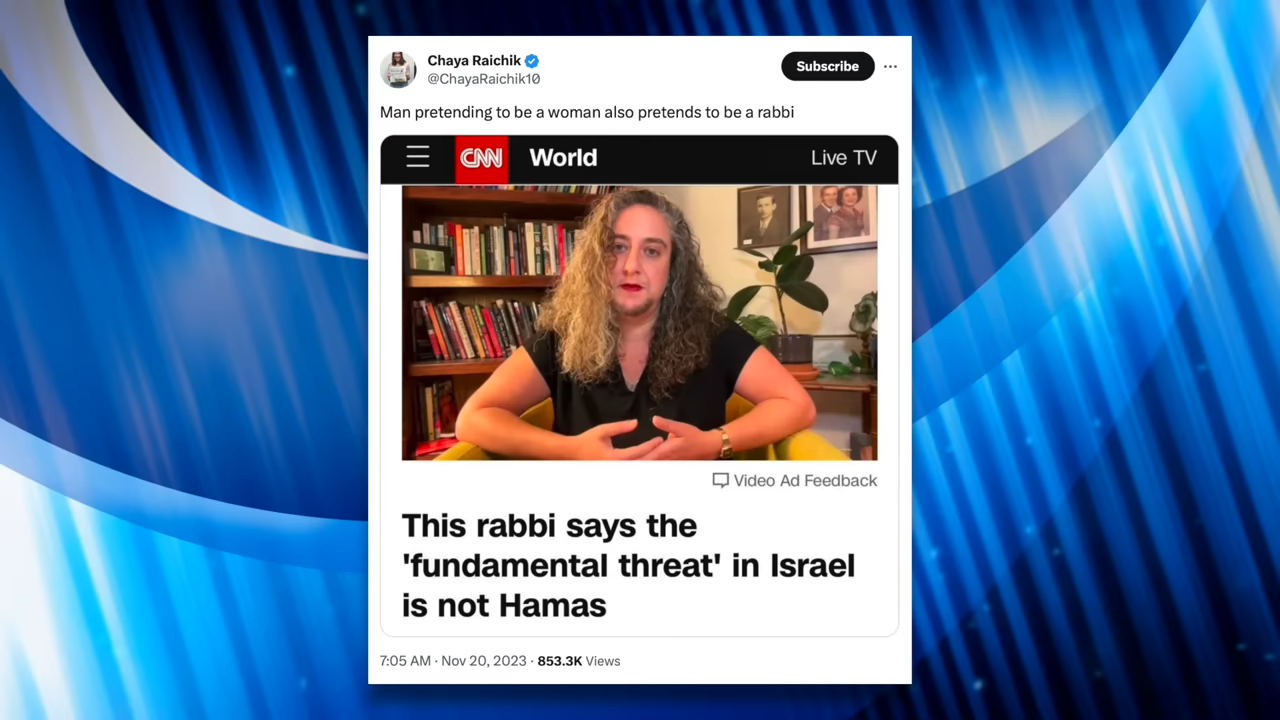 Chaya Raichik
@ChayaRaichik10
Subscribe
Man pretending to be a woman also pretends to be a rabbi
CNN World Live TV
Video Ad Feedback
This rabbi says the
'fundamental threat' in Israel
is not Hamas
7:05 AM · Nov 20, 2023 · 853.3K Views